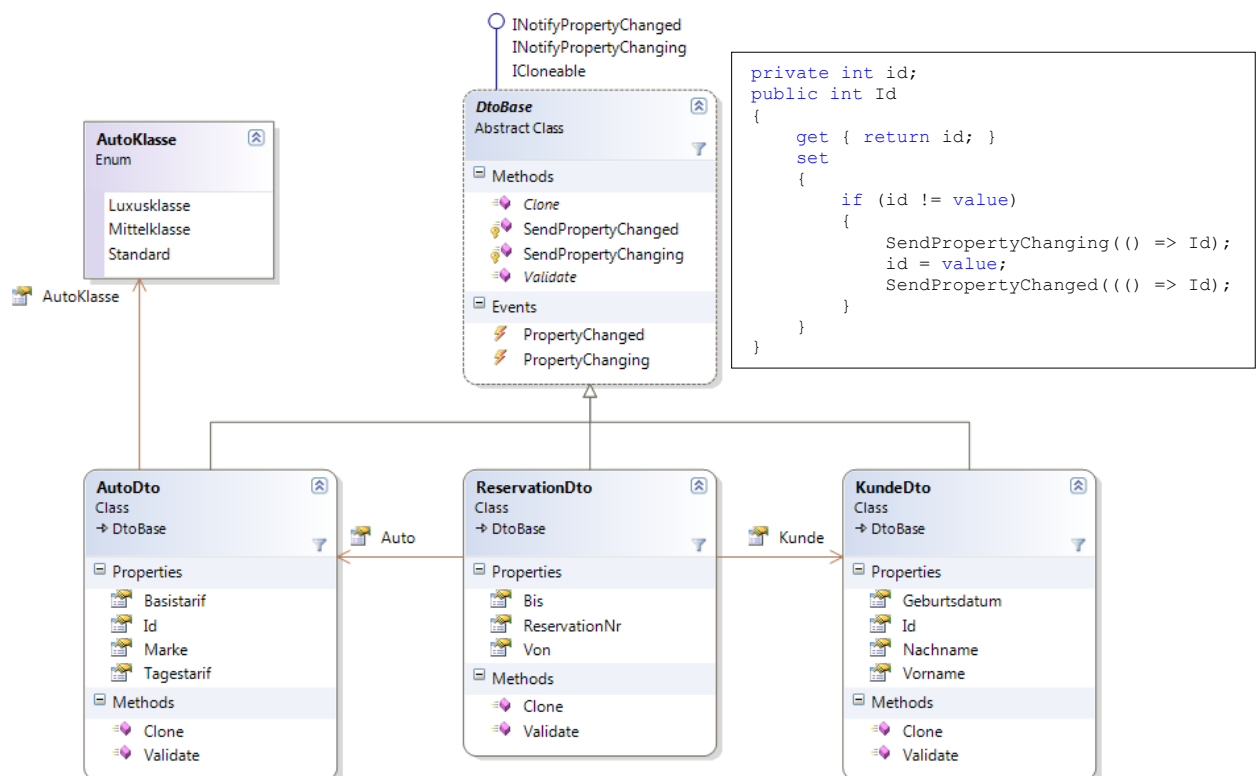 INotifyPropertyChanged
INotifyPropertyChanging
ICloneable
DtoBase
Abstract Class
Methods
Clone
SendPropertyChanged
SendPropertyChanging
Validate
Events
PropertyChanged
PropertyChanging
private int id;
public int Id
{
get { return id; }
set
{
if (id != value)
{
SendPropertyChanging(() => Id);
id = value;
SendPropertyChanged((() => Id);
}
}
}
AutoKlasse
Enum
Luxusklasse
Mittelklasse
Standard
AutoKlasse
AutoDto
Class
DtoBase
Properties
Basistarif
Id
Marke
Tagestarif
Methods
Clone
Validate
Auto
ReservationDto
Class
DtoBase
Properties
Bis
ReservationNr
Von
Methods
Clone
Validate
Kunde
KundeDto
Class
DtoBase
Properties
Geburtsdatum
Id
Nachname
Vorname
Methods
Clone
Validate